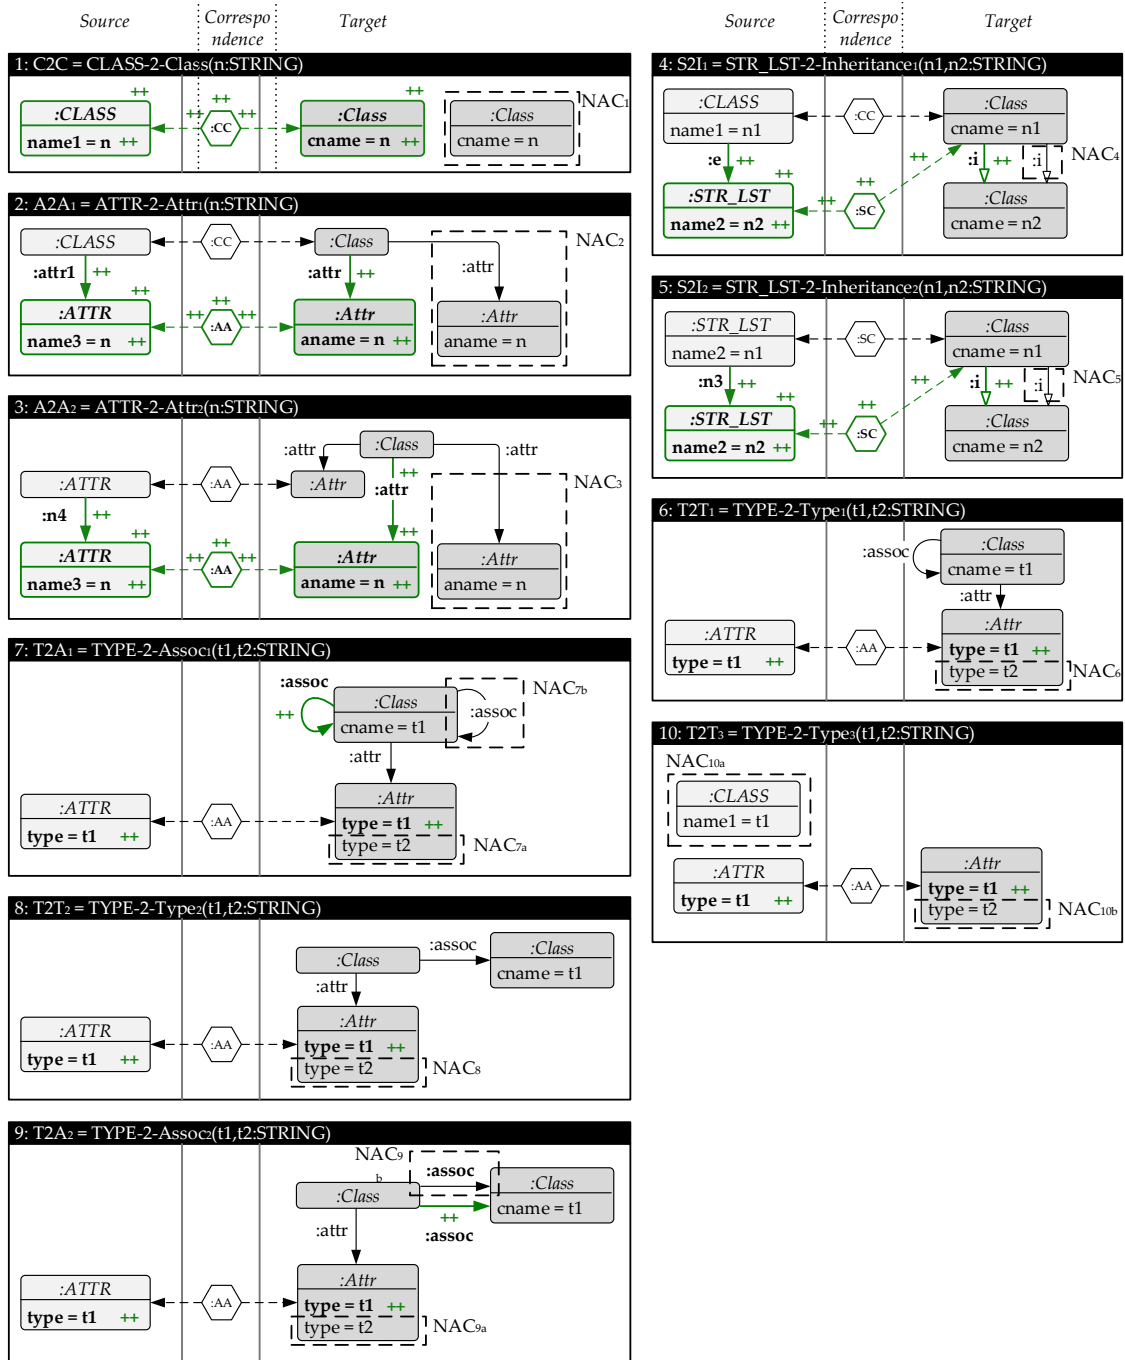 Source
Correspo
ndence
Target
1: C2C = CLASS-2-Class(n:STRING)
++ ++ ++
:CLASS
name1 = n ++
++ :CC ++
:Class
cname = n ++
:Class
cname = n
NAC1
2: A2A1 = ATTR-2-Attr1(n:STRING)
:CLASS
:CC
:Class
NAC2
:attr1 ++
:attr ++
:attr
++ ++ ++
:ATTR
name3 = n ++
++ :AA ++
:Attr
aname = n ++
:Attr
aname = n
3: A2A2 = ATTR-2-Attr2(n:STRING)
:Class
:attr
:attr
:ATTR
:AA
:Attr
++
:attr
NAC3
:n4 ++
++ ++
:ATTR
name3 = n ++
++ :AA ++
:Attr
aname = n ++
:Attr
aname = n
7: T2A1 = TYPE-2-Assoc1(t1,t2:STRING)
:assoc
++
:Class
cname = t1
:assoc
NAC7b
:attr
:ATTR
type = t1 ++
:AA
:Attr
type = t1 ++
type = t2
NAC7a
8: T2T2 = TYPE-2-Type2(t1,t2:STRING)
:Class
:assoc
:Class
cname = t1
:attr
:ATTR
type = t1 ++
:AA
:Attr
type = t1 ++
type = t2
NAC8
9: T2A2 = TYPE-2-Assoc2(t1,t2:STRING)
NAC9
b
:assoc
:Class
++
:assoc
:Class
cname = t1
:attr
:ATTR
type = t1 ++
:AA
:Attr
type = t1 ++
type = t2
NAC9a
Source
Correspo
ndence
Target
4: S2I1 = STR_LST-2-Inheritance1(n1,n2:STRING)
:CLASS
name1 = n1
:CC
:Class
cname = n1
:e ++
++
:i ++
:i
NAC4
++ ++
:STR_LST
name2 = n2 ++
++ :SC
:Class
cname = n2
5: S2I2 = STR_LST-2-Inheritance2(n1,n2:STRING)
:STR_LST
name2 = n1
:SC
:Class
cname = n1
:n3 ++
++
:i ++
:i
NAC5
++ ++
:STR_LST
name2 = n2 ++
++ :SC
:Class
cname = n2
6: T2T1 = TYPE-2-Type1(t1,t2:STRING)
:assoc
:Class
cname = t1
:attr
:ATTR
type = t1 ++
:AA
:Attr
type = t1 ++
type = t2
NAC6
10: T2T3 = TYPE-2-Type3(t1,t2:STRING)
NAC10a
:CLASS
name1 = t1
:ATTR
type = t1 ++
:AA
:Attr
type = t1 ++
type = t2
NAC10b